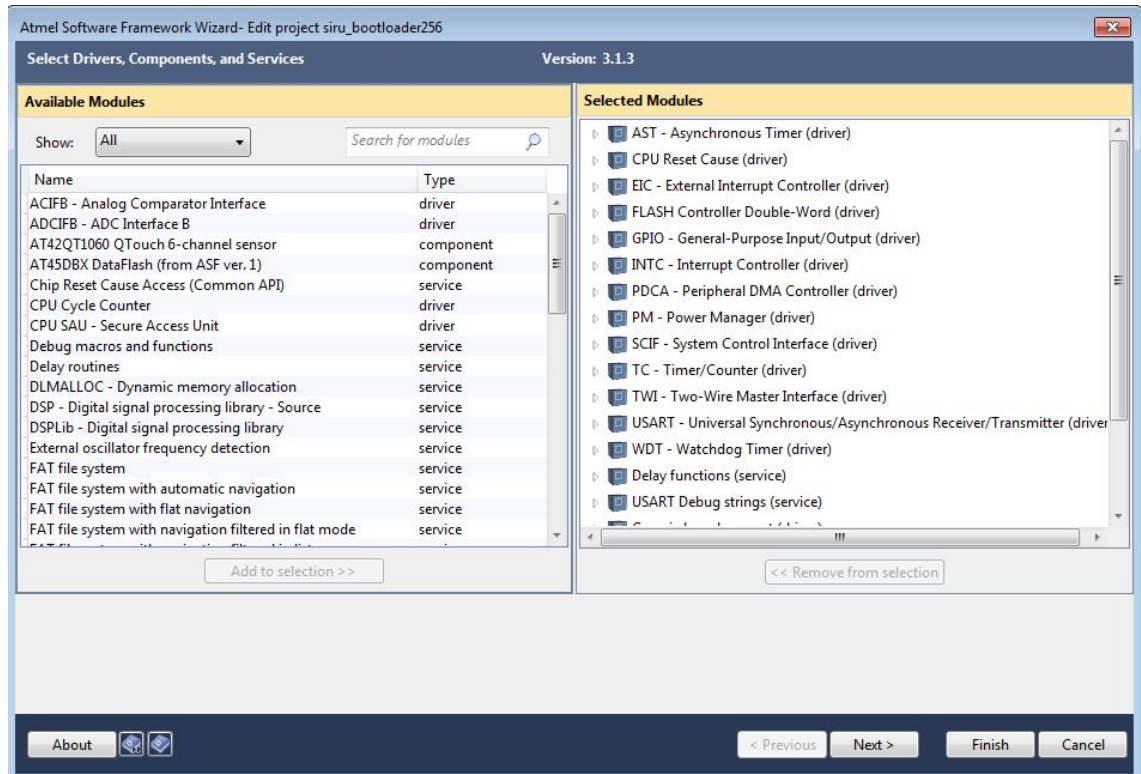 Atmel Software Framework Wizard- Edit project siru_bootloader256
Select Drivers, Components, and Services Version: 3.1.3
Available Modules
Show: All Search for modules
Name Type
ACIFB - Analog Comparator Interface driver
ADCIFB - ADC Interface B driver
AT42QT1060 QTouch 6-channel sensor component
AT45DBX DataFlash (from ASF ver. 1) component
Chip Reset Cause Access (Common API) service
CPU Cycle Counter driver
CPU SAU - Secure Access Unit driver
Debug macros and functions service
Delay routines service
DLMALLOC - Dynamic memory allocation service
DSP - Digital signal processing library - Source service
DSPLib - Digital signal processing library service
External oscillator frequency detection service
FAT file system service
FAT file system with automatic navigation service
FAT file system with flat navigation service
FAT file system with navigation filtered in flat mode service
Add to selection >>
Selected Modules
AST - Asynchronous Timer (driver)
CPU Reset Cause (driver)
EIC - External Interrupt Controller (driver)
FLASH Controller Double-Word (driver)
GPIO - General-Purpose Input/Output (driver)
INTC - Interrupt Controller (driver)
PDCA - Peripheral DMA Controller (driver)
PM - Power Manager (driver)
SCIF - System Control Interface (driver)
TC - Timer/Counter (driver)
TWI - Two-Wire Master Interface (driver)
USART - Universal Synchronous/Asynchronous Receiver/Transmitter (driver
WDT - Watchdog Timer (driver)
Delay functions (service)
USART Debug strings (service)
<< Remove from selection
About < Previous Next > Finish Cancel